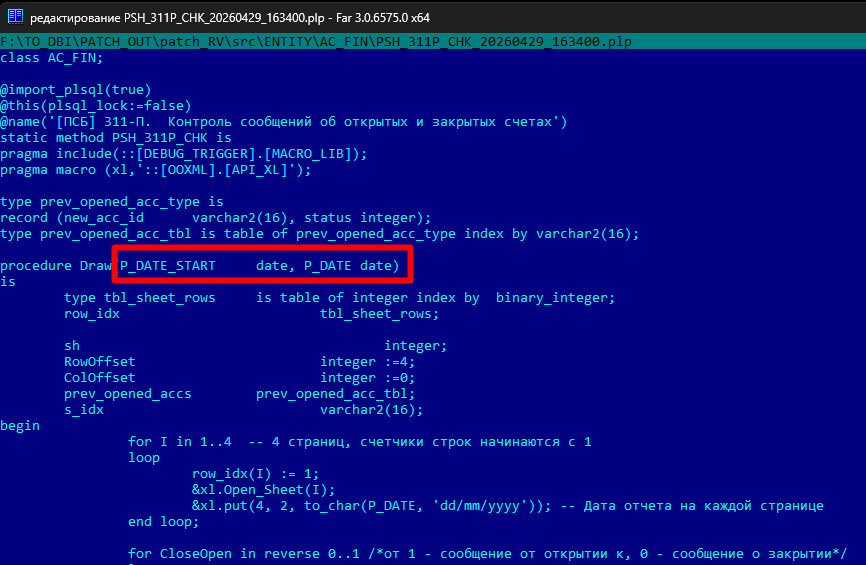 редактирование PSH_311P_CHK_20260429_163400.plp - Far 3.0.6575.0 x64
F:\TO_DBI\PATCH_OUT\patch_RV\src\ENTITY\AC_FIN\PSH_311P_CHK_20260429_163400.plp
class AC_FIN;
@import_plsql(true)
@this(plsql_lock:=false)
@name('[ПСБ] 311-П.  Контроль сообщений об открытых и закрытых счетах')
static method PSH_311P_CHK is
pragma include(::[DEBUG_TRIGGER].[MACRO_LIB]);
pragma macro (xl,'::[OOXML].[API_XL]');
type prev_opened_acc_type is
record (new_acc_id      varchar2(16), status integer);
type prev_opened_acc_tbl is table of prev_opened_acc_type index by varchar2(16);
procedure Draw(P_DATE_START     date, P_DATE date)
is
        type tbl_sheet_rows     is table of integer index by  binary_integer;
        row_idx                         tbl_sheet_rows;
        sh                                      integer;
        RowOffset                       integer :=4;
        ColOffset                       integer :=0;
        prev_opened_accs        prev_opened_acc_tbl;
        s_idx                           varchar2(16);
begin
                for I in 1..4  -- 4 страниц, счетчики строк начинаются с 1
                loop
                        row_idx(I) := 1;
                        &xl.Open_Sheet(I);
                        &xl.put(4, 2, to_char(P_DATE, 'dd/mm/yyyy')); -- Дата отчета на каждой странице
                end loop;
                for CloseOpen in reverse 0..1 /*от 1 - сообщение от открытии к, 0 - сообщение о закрытии*/